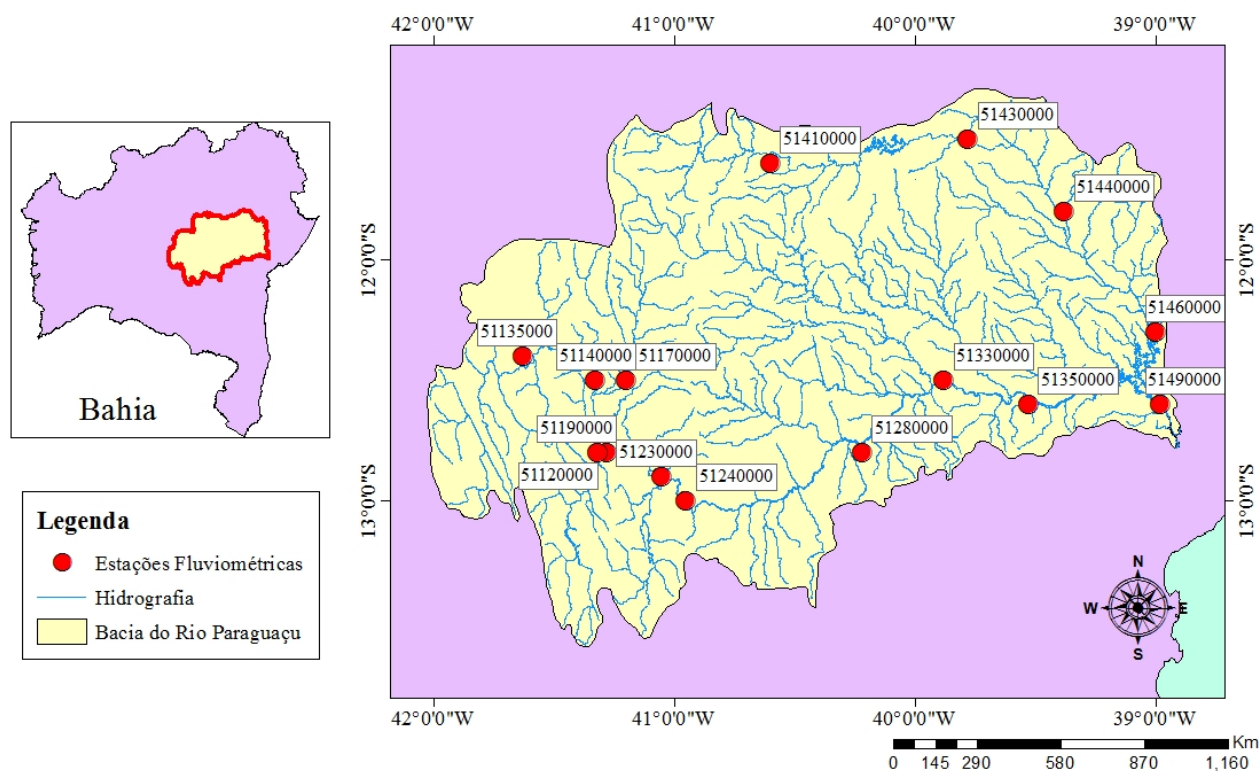 42°0'0"W 41°0'0"W 40°0'0"W 39°0'0"W
51430000
51410000
51440000
12°0'0"S 12°0'0"S
51460000
51135000
51140000 51170000
51330000
51350000 51490000
Bahia
51190000 51280000
51230000
51120000 51240000
13°0'0"S 13°0'0"S
Legenda
Estações Fluviométricas
Hidrografia
Bacia do Rio Paraguaçu
N
W E
S
42°0'0"W 41°0'0"W 40°0'0"W 39°0'0"W
Km
0 145 290 580 870 1,160